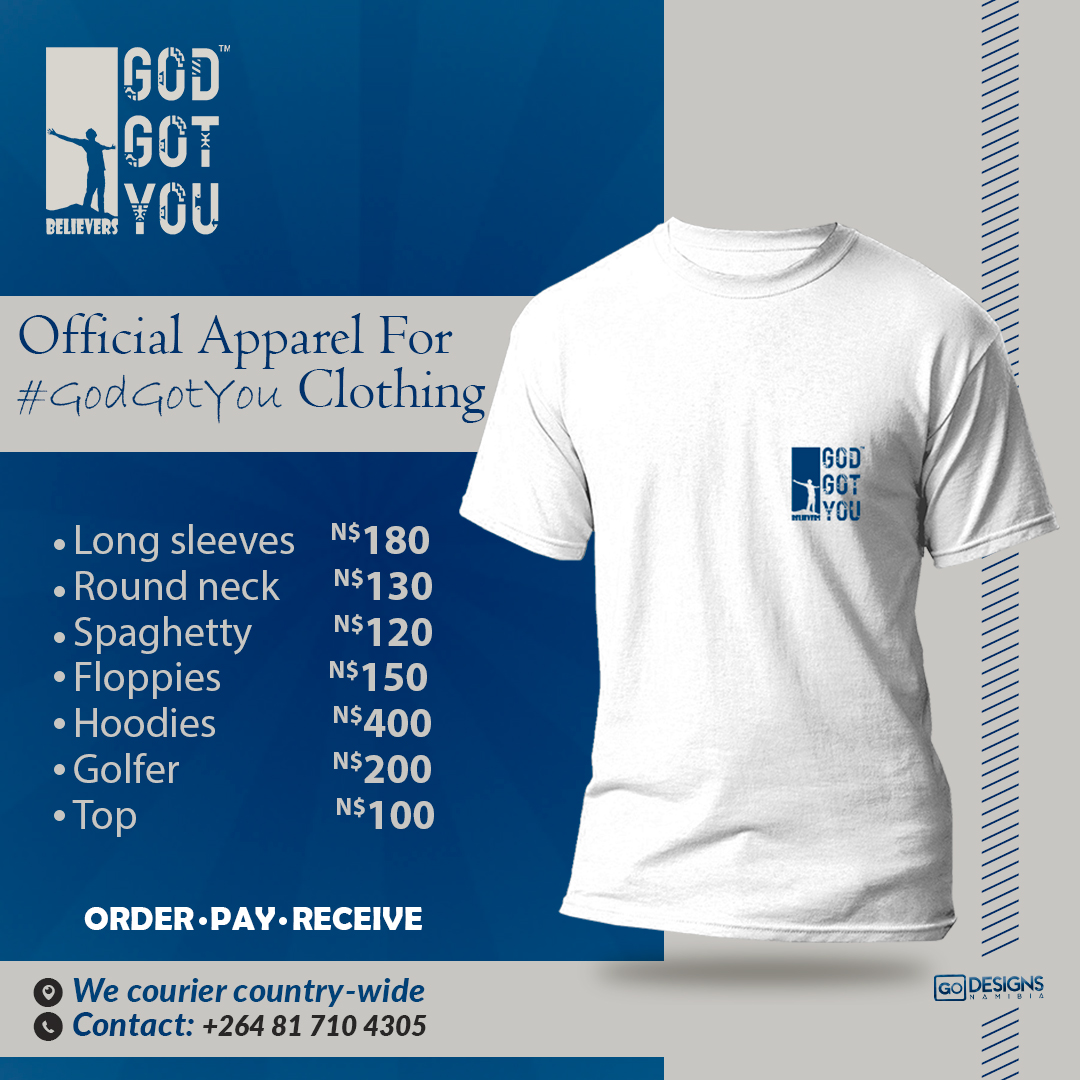 GOD™
GOT
YOU
BELIEVERS
Official Apparel For
#GodGotYou Clothing
GOD
GOT
YOU
BELIEVERS
• Long sleeves N$180
• Round neck N$130
• Spaghetty N$120
• Floppies N$150
• Hoodies N$400
• Golfer N$200
• Top N$100
ORDER•PAY•RECEIVE
We courier country-wide
Contact: +264 81 710 4305
GO DESIGNS
NAMIBIA